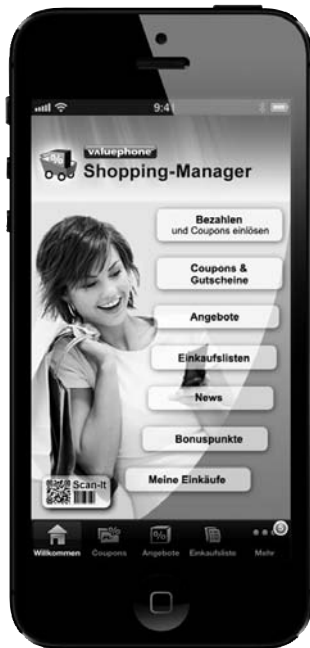 9:41
valuephone
Shopping-Manager
Bezahlen
und Coupons einlösen
Coupons &
Gutscheine
Angebote
Einkaufslisten
News
Bonuspunkte
Meine Einkäufe
Scan-It
Willkommen Coupons Angebote Einkaufsliste Mehr